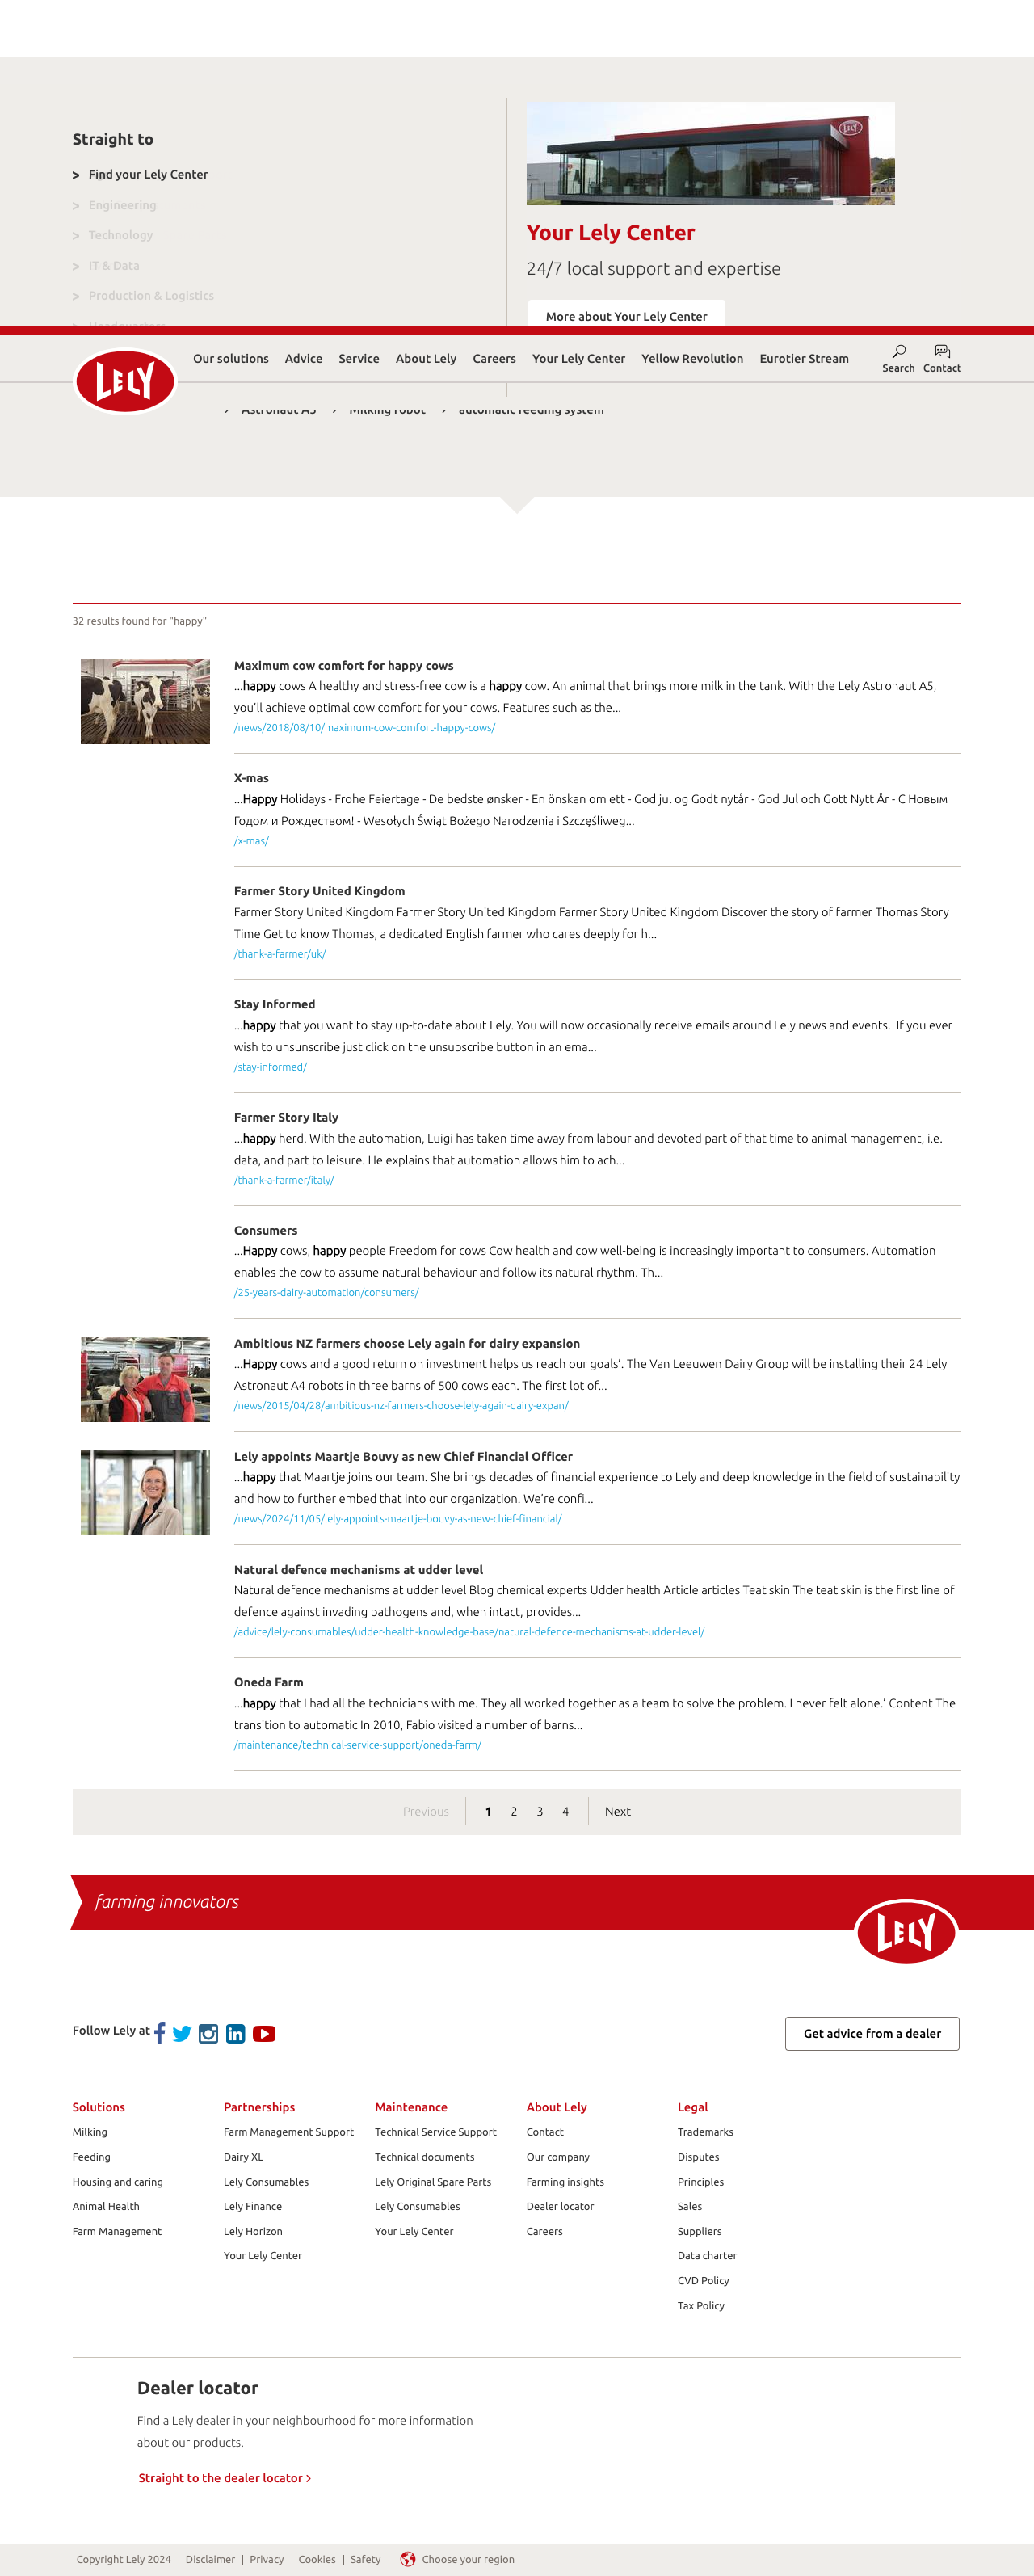 Straight to
> Find your Lely Center
> Engineering
> Technology
> IT & Data
> Production & Logistics
Headquarters
LELY
Your Lely Center
24/7 local support and expertise
More about Your Lely Center
LELY
Our solutions Advice Service About Lely Careers Your Lely Center Yellow Revolution Eurotier Stream
Search Contact
Astronaut A5 Milking robot automatic feeding system
32 results found for "happy"
Maximum cow comfort for happy cows
...happy cows A healthy and stress-free cow is a happy cow. An animal that brings more milk in the tank. With the Lely Astronaut A5,
you'll achieve optimal cow comfort for your cows. Features such as the...
/news/2018/08/10/maximum-cow-comfort-happy-cows/
X-mas
...Happy Holidays - Frohe Feiertage - De bedste ønsker - En önskan om ett - God jul og Godt nytår - God Jul och Gott Nytt År - С Новым
Годом и Рождеством! - Wesołych Świąt Bożego Narodzenia i Szczęśliweg...
/x-mas/
Farmer Story United Kingdom
Farmer Story United Kingdom Farmer Story United Kingdom Farmer Story United Kingdom Discover the story of farmer Thomas Story
Time Get to know Thomas, a dedicated English farmer who cares deeply for h...
/thank-a-farmer/uk/
Stay Informed
...happy that you want to stay up-to-date about Lely. You will now occasionally receive emails around Lely news and events. If you ever
wish to unsunscribe just click on the unsubscribe button in an ema...
/stay-informed/
Farmer Story Italy
...happy herd. With the automation, Luigi has taken time away from labour and devoted part of that time to animal management, i.e.
data, and part to leisure. He explains that automation allows him to ach...
/thank-a-farmer/italy/
Consumers
...Happy cows, happy people Freedom for cows Cow health and cow well-being is increasingly important to consumers. Automation
enables the cow to assume natural behaviour and follow its natural rhythm. Th...
/25-years-dairy-automation/consumers/
Ambitious NZ farmers choose Lely again for dairy expansion
...Happy cows and a good return on investment helps us reach our goals'. The Van Leeuwen Dairy Group will be installing their 24 Lely
Astronaut A4 robots in three barns of 500 cows each. The first lot of...
/news/2015/04/28/ambitious-nz-farmers-choose-lely-again-dairy-expan/
Lely appoints Maartje Bouvy as new Chief Financial Officer
...happy that Maartje joins our team. She brings decades of financial experience to Lely and deep knowledge in the field of sustainability
and how to further embed that into our organization. We're confi...
/news/2024/11/05/lely-appoints-maartje-bouvy-as-new-chief-financial/
Natural defence mechanisms at udder level
Natural defence mechanisms at udder level Blog chemical experts Udder health Article articles Teat skin The teat skin is the first line of
defence against invading pathogens and, when intact, provides...
/advice/lely-consumables/udder-health-knowledge-base/natural-defence-mechanisms-at-udder-level/
Oneda Farm
...happy that I had all the technicians with me. They all worked together as a team to solve the problem. I never felt alone.' Content The
transition to automatic In 2010, Fabio visited a number of barns...
/maintenance/technical-service-support/oneda-farm/
Previous 1 2 3 4 Next
farming innovators
LELY
Follow Lely at
Get advice from a dealer
Solutions
Milking
Feeding
Housing and caring
Animal Health
Farm Management
Partnerships
Farm Management Support
Dairy XL
Lely Consumables
Lely Finance
Lely Horizon
Your Lely Center
Maintenance
Technical Service Support
Technical documents
Lely Original Spare Parts
Lely Consumables
Your Lely Center
About Lely
Contact
Our company
Farming insights
Dealer locator
Careers
Legal
Trademarks
Disputes
Principles
Sales
Suppliers
Data charter
CVD Policy
Tax Policy
Dealer locator
Find a Lely dealer in your neighbourhood for more information
about our products.
Straight to the dealer locator >
Copyright Lely 2024 | Disclaimer | Privacy | Cookies | Safety | Choose your region